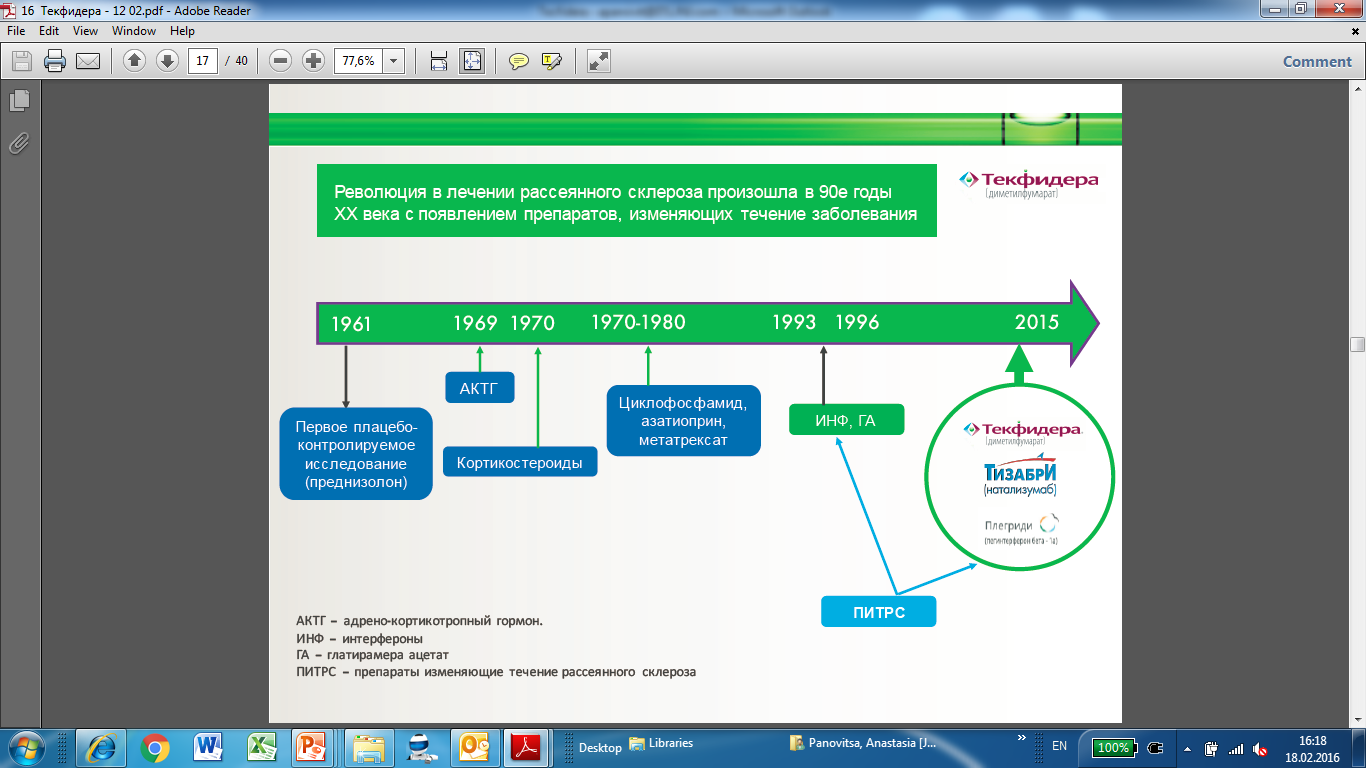 16 Текфидера - 12 02.pdf - Adobe Reader
File Edit View Window Help
17 / 40 77,6% Comment
Революция в лечении рассеянного склероза произошла в 90е годы
XX века с появлением препаратов, изменяющих течение заболевания
Текфидера
(диметилфумарат)
1961 1969 1970 1970-1980 1993 1996 2015
АКТГ
Циклофосфамид,
азатиоприн,
метатрексат
ИНФ, ГА
Первое плацебо-
контролируемое
исследование
(преднизолон)
Кортикостероиды
Текфидера
(диметилфумарат)
ТИЗАБРИ
(натализумаб)
Плегриди
(пегинтерферон бета - 1а)
ПИТРС
АКТГ – адрено-кортикотропный гормон.
ИНФ – интерфероны
ГА – глатирамера ацетат
ПИТРС – препараты изменяющие течение рассеянного склероза
Desktop Libraries Panovitsa, Anastasia [J... » EN 100% 16:18
18.02.2016